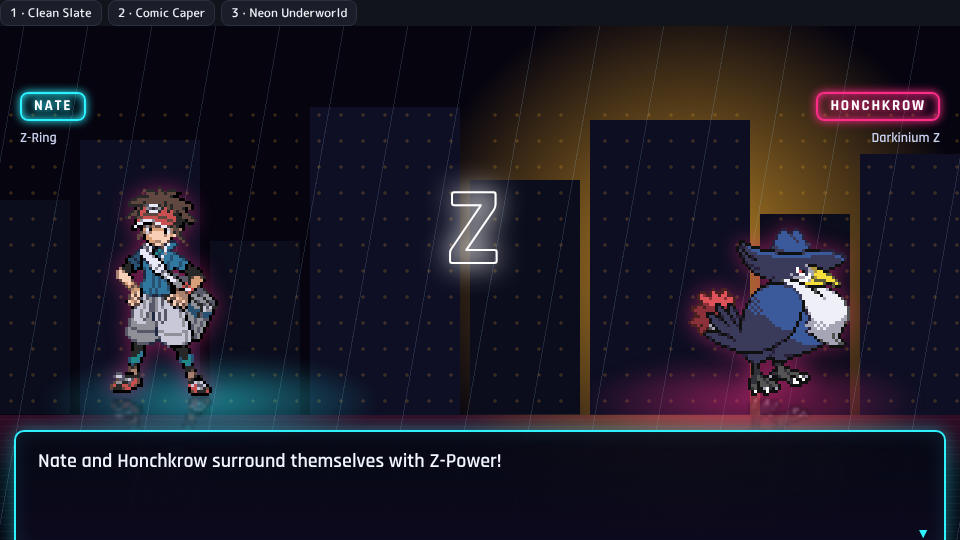 1 · Clean Slate
2 · Comic Caper
3 · Neon Underworld
NATE
HONCHKROW
Z-Ring
Darkinium Z
Z
Nate and Honchkrow surround themselves with Z-Power!